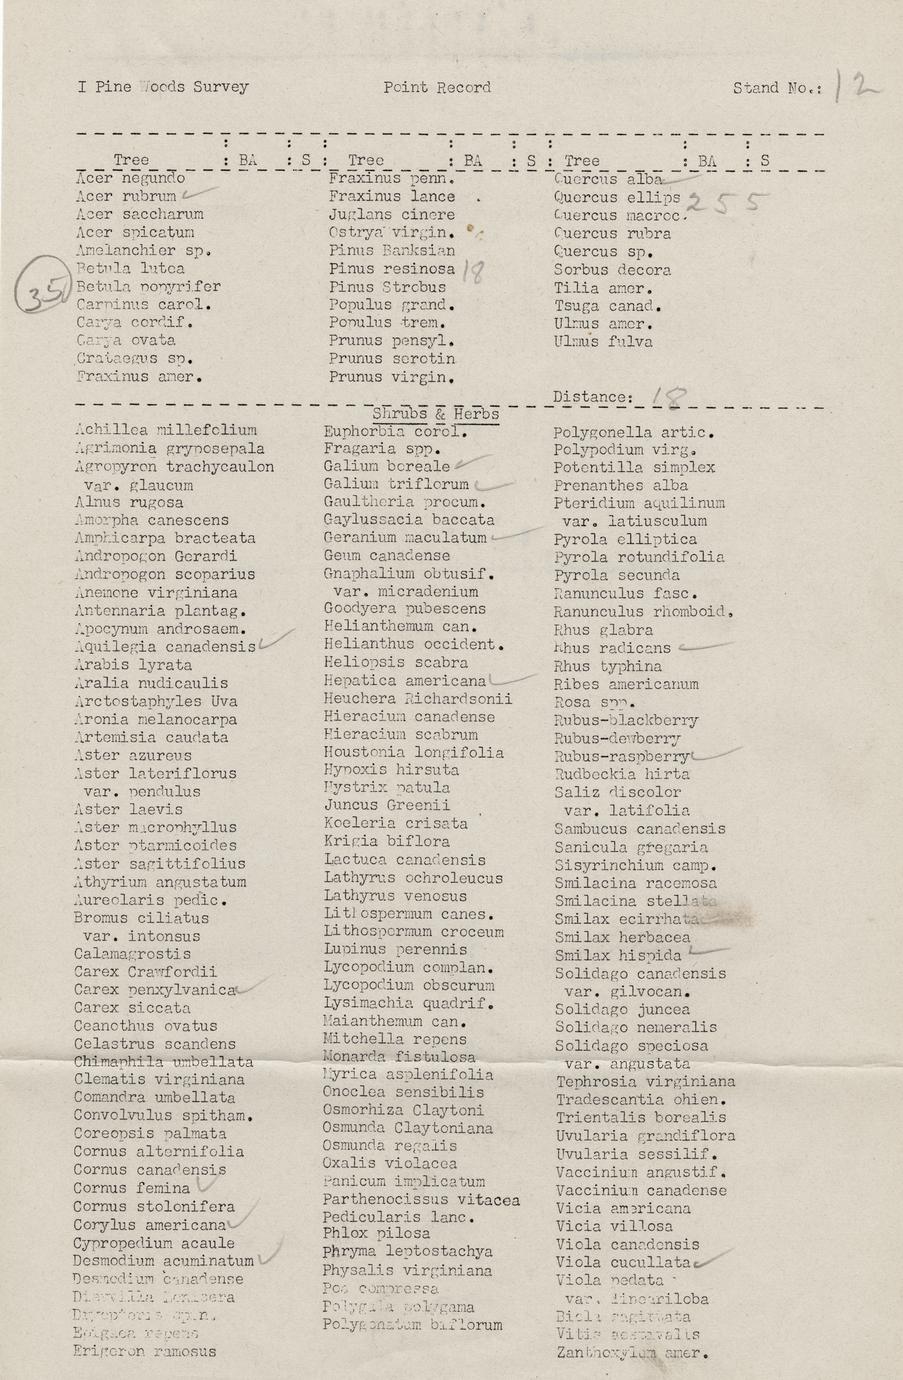 I Pine Woods Survey Point Record Stand No.: 12
Tree : BA : S : Tree : BA : S : Tree : BA : S
Acer negundo
Acer rubrum
Acer saccharum
Acer spicatum
Amelanchier sp.
Betula lutea
35
Betula popyrifer
Carpinus carol.
Carya cordif.
Carya ovata
Crataegus sp.
Fraxinus amer.
Fraxinus penn.
Fraxinus lance .
Juglans cinere
Ostrya virgin.
Pinus Banksian
Pinus resinosa 18
Pinus Strobus
Populus grand.
Populus trem.
Prunus pensyl.
Prunus serotin
Prunus virgin.
Quercus alba
Quercus ellips 255
Quercus macroc.
Quercus rubra
Quercus sp.
Sorbus decora
Tilia amer.
Tsuga canad.
Ulmus amer.
Ulmus fulva
Distance: 18
Shrubs & Herbs
Achillea millefolium
Agrimonia gryposepala
Agropyron trachycaulon
var. glaucum
Alnus rugosa
Amorpha canescens
Amphicarpa bracteata
Andropogon Gerardi
Andropogon scoparius
Anemone virginiana
Antennaria plantag.
Apocynum androsaem.
Aquilegia canadensis
Arabis lyrata
Aralia nudicaulis
Arctostaphyles Uva
Aronia melanocarpa
Artemisia caudata
Aster azureus
Aster lateriflorus
var. pendulus
Aster laevis
Aster macrophyllus
Aster ptarmicoides
Aster sagittifolius
Athyrium angustatum
Aureolaris pedic.
Bromus ciliatus
var. intonsus
Calamagrostis
Carex Crawfordii
Carex penxylvanica
Carex siccata
Ceanothus ovatus
Celastrus scandens
Chimaphila umbellata
Clematis virginiana
Comandra umbellata
Convolvulus spitham.
Coreopsis palmata
Cornus alternifolia
Cornus canadensis
Cornus femina
Cornus stolonifera
Corylus americana
Cypropedium acaule
Desmodium acuminatum
Desmodium canadense
Diervilla Lonicera
Dryopteris spin.
Epigaea repens
Erigeron ramosus
Euphorbia corol.
Fragaria spp.
Galium boreale
Galium triflorum
Gaultheria procum.
Gaylussacia baccata
Geranium maculatum
Geum canadense
Gnaphalium obtusif.
var. micradenium
Goodyera pubescens
Helianthemum can.
Helianthus occident.
Heliopsis scabra
Hepatica americana
Heuchera Richardsonii
Hieracium canadense
Hieracium scabrum
Houstonia longifolia
Hypoxis hirsuta
Hystrix patula
Juncus Greenii
Koeleria crisata
Krigia biflora
Lactuca canadensis
Lathyrus ochroleucus
Lathyrus venosus
Lithospermum canes.
Lithospermum croceum
Lupinus perennis
Lycopodium complan.
Lycopodium obscurum
Lysimachia quadrif.
Maianthemum can.
Mitchella repens
Monarda fistulosa
Myrica asplenifolia
Onoclea sensibilis
Osmorhiza Claytoni
Osmunda Claytoniana
Osmunda regalis
Oxalis violacea
Panicum implicatum
Parthenocissus vitacea
Pedicularis lanc.
Phlox pilosa
Phryma leptostachya
Physalis virginiana
Poa compressa
Polygala polygama
Polygonatum biflorum
Polygonella artic.
Polypodium virg.
Potentilla simplex
Prenanthes alba
Pteridium aquilinum
var. latiusculum
Pyrola elliptica
Pyrola rotundifolia
Pyrola secunda
Ranunculus fasc.
Ranunculus rhomboid.
Rhus glabra
Rhus radicans
Rhus typhina
Ribes americanum
Rosa spp.
Rubus-blackberry
Rubus-dewberry
Rubus-raspberry
Rudbeckia hirta
Saliz discolor
var. latifolia
Sambucus canadensis
Sanicula gregaria
Sisyrinchium camp.
Smilacina racemosa
Smilacina stellata
Smilax ecirrhata
Smilax herbacea
Smilax hispida
Solidago canadensis
var. gilvocan.
Solidago juncea
Solidago nemeralis
Solidago speciosa
var. angustata
Tephrosia virginiana
Tradescantia ohien.
Trientalis borealis
Uvularia grandiflora
Uvularia sessilif.
Vaccinium angustif.
Vaccinium canadense
Vicia americana
Vicia villosa
Viola canadensis
Viola cucullata
Viola pedata
var. lineariloba
Biola sagittata
Vitis aestavalis
Zanthoxylum amer.